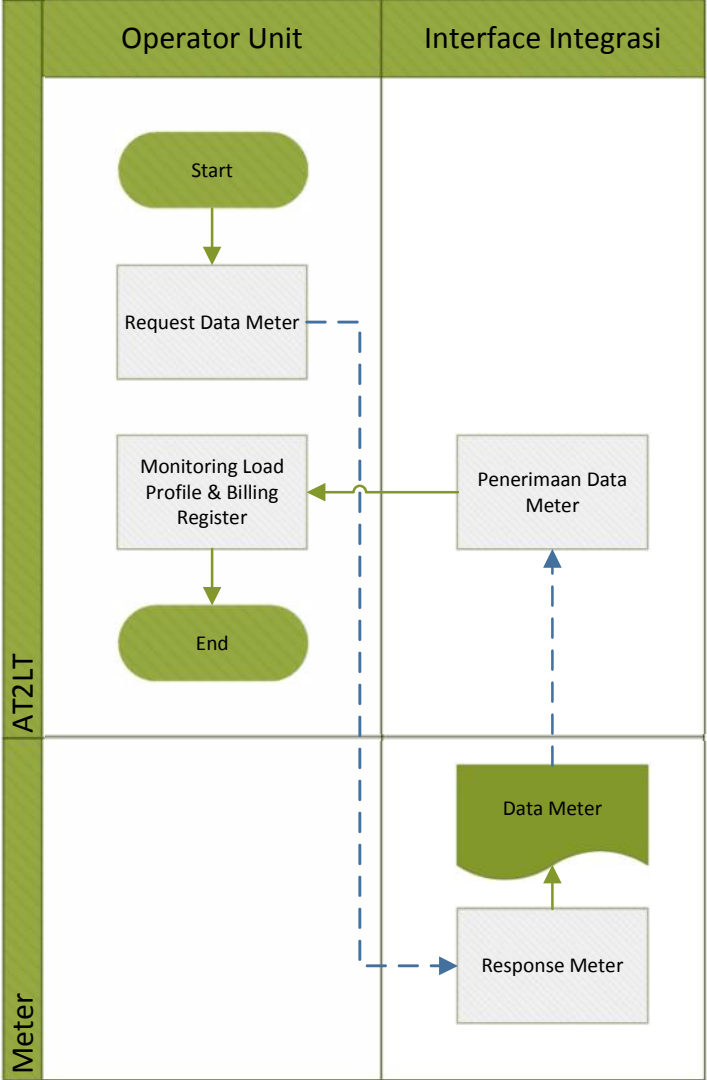 Operator Unit
Interface Integrasi
AT2LT
Start
Request Data Meter
Monitoring Load
Profile & Billing
Register
Penerimaan Data
Meter
End
Meter
Data Meter
Response Meter